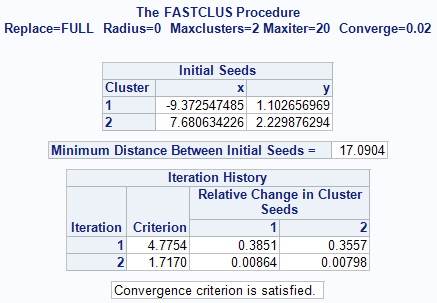 The FASTCLUS Procedure
Replace=FULL Radius=0 Maxclusters=2 Maxiter=20 Converge=0.02
Initial Seeds
Cluster x y
1 -9.372547485 1.102656969
2 7.680634226 2.229876294
Minimum Distance Between Initial Seeds = 17.0904
Iteration History
Relative Change in Cluster
Seeds
Iteration Criterion 1 2
1 4.7754 0.3851 0.3557
2 1.7170 0.00864 0.00798
Convergence criterion is satisfied.